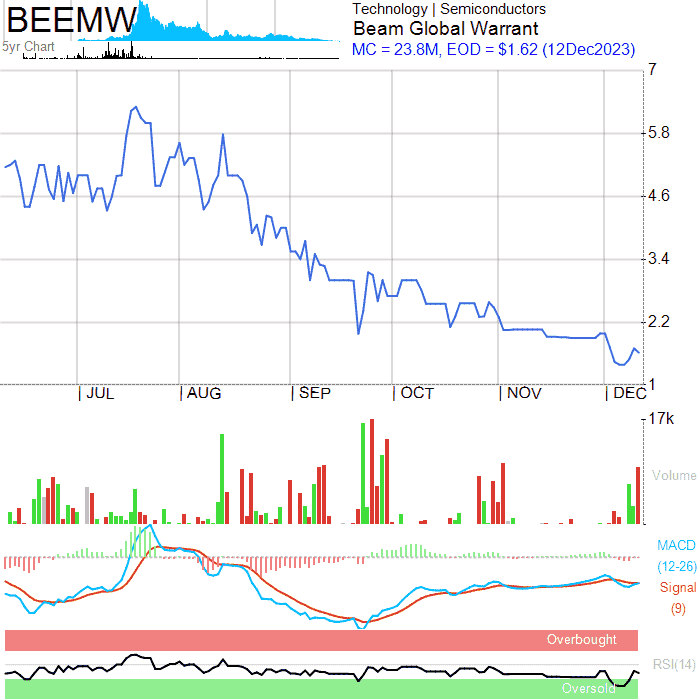 BEEMW
5yr Chart
Technology | Semiconductors
Beam Global Warrant
MC = 23.8M, EOD = $1.62 (12Dec2023)
7
5.8
4.6
3.4
2.2
1
| JUL | AUG | SEP | OCT | NOV | DEC
17k
Volume
MACD
(12-26)
Signal
(9)
Overbought
RSI(14)
Oversold